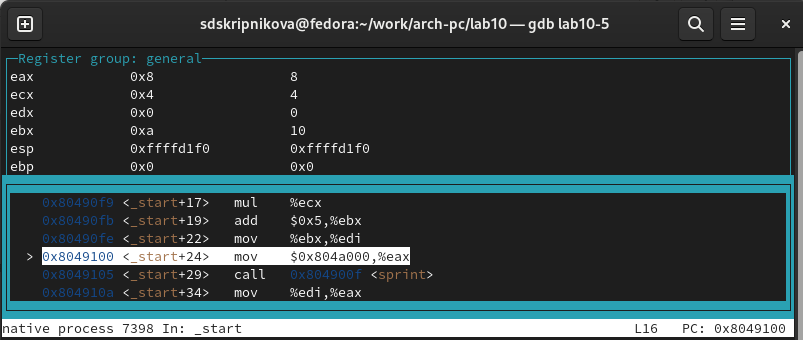 sdskripnikova@fedora:~/work/arch-pc/lab10 — gdb lab10-5
Register group: general
eax 0x8 8
ecx 0x4 4
edx 0x0 0
ebx 0xa 10
esp 0xffffd1f0 0xffffd1f0
ebp 0x0 0x0
0x80490f9 <_start+17> mul %ecx
0x80490fb <_start+19> add $0x5,%ebx
0x80490fe <_start+22> mov %ebx,%edi
> 0x8049100 <_start+24> mov $0x804a000,%eax
0x8049105 <_start+29> call 0x804900f <sprint>
0x804910a <_start+34> mov %edi,%eax
native process 7398 In: _start L16 PC: 0x8049100